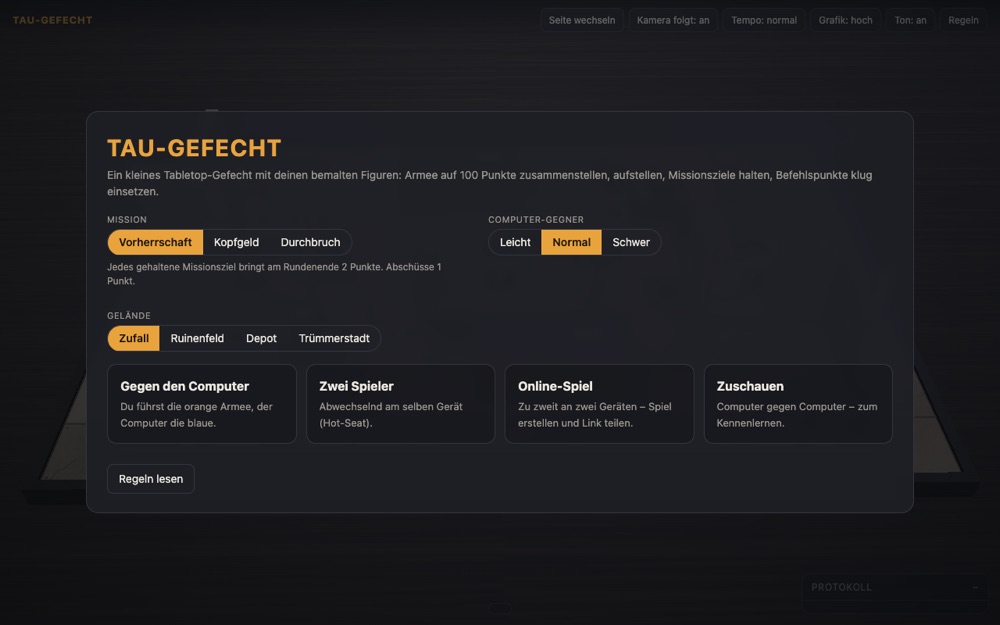 TAU-GEFECHT
Seite wechseln
Kamera folgt: an
Tempo: normal
Grafik: hoch
Ton: an
Regeln
TAU-GEFECHT
Ein kleines Tabletop-Gefecht mit deinen bemalten Figuren: Armee auf 100 Punkte zusammenstellen, aufstellen, Missionsziele halten, Befehlspunkte klug
einsetzen.
MISSION
Vorherrschaft
Kopfgeld
Durchbruch
Jedes gehaltene Missionsziel bringt am Rundenende 2 Punkte. Abschüsse 1
Punkt.
COMPUTER-GEGNER
Leicht
Normal
Schwer
GELÄNDE
Zufall
Ruinenfeld
Depot
Trümmerstadt
Gegen den Computer
Du führst die orange Armee, der
Computer die blaue.
Zwei Spieler
Abwechselnd am selben Gerät
(Hot-Seat).
Online-Spiel
Zu zweit an zwei Geräten – Spiel
erstellen und Link teilen.
Zuschauen
Computer gegen Computer – zum
Kennenlernen.
Regeln lesen
PROTOKOLL –